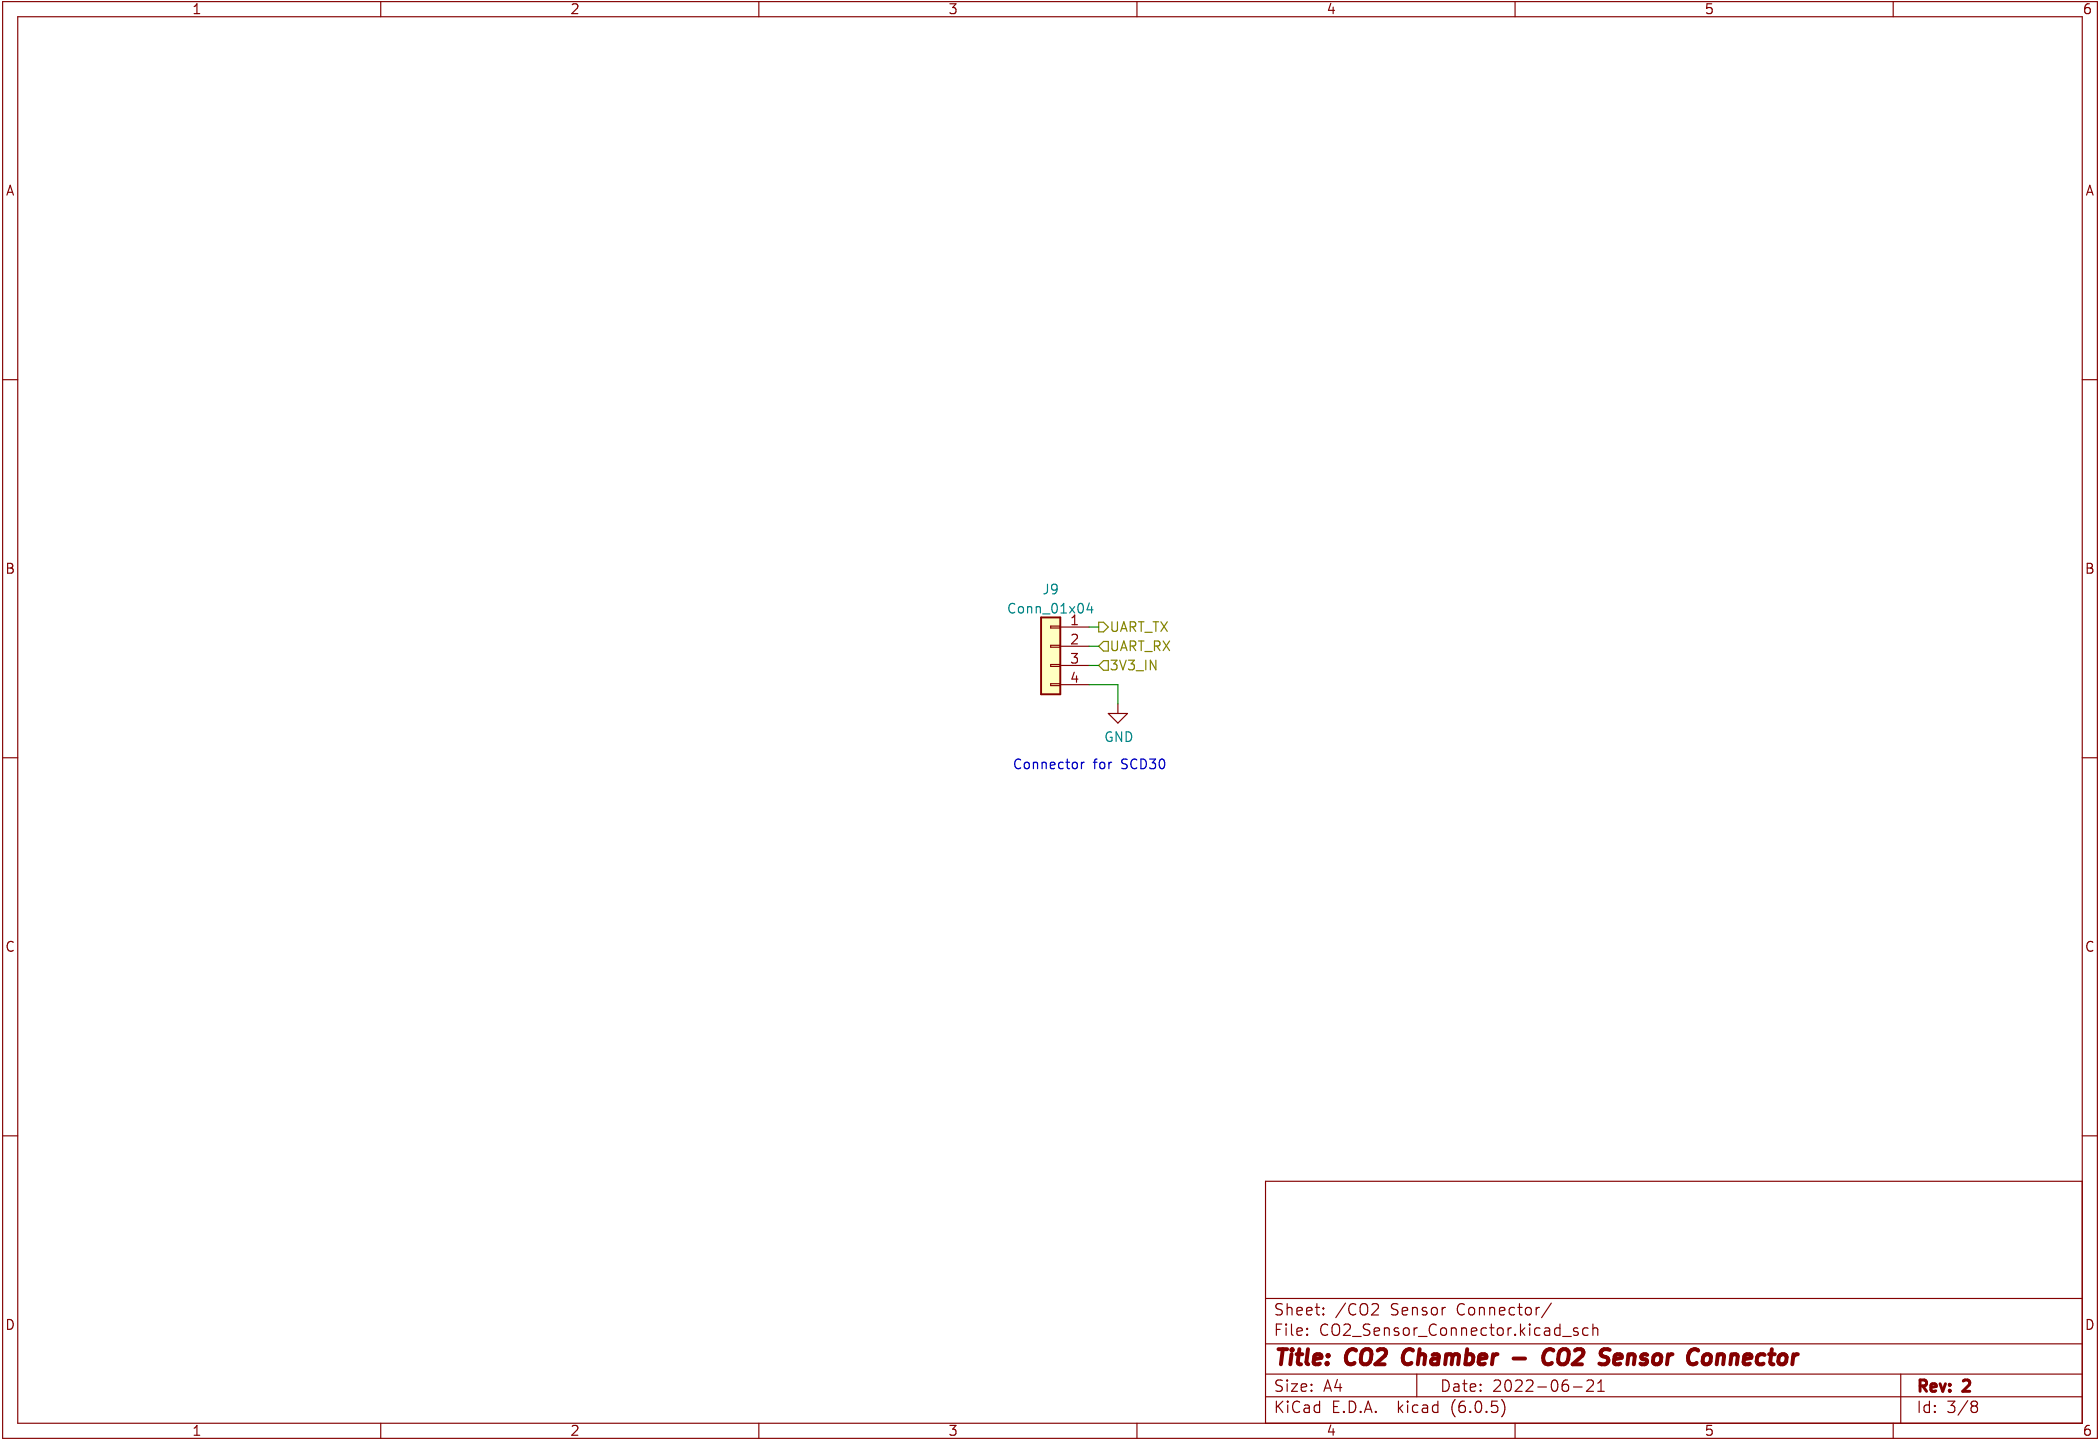 1 2 3 4 5 6
A A
B B
J9
Conn_01x04
1 UART_TX
2 UART_RX
3 3V3_IN
4
GND
Connector for SCD30
C C
Sheet: /CO2 Sensor Connector/
File: CO2_Sensor_Connector.kicad_sch
D D
Title: CO2 Chamber - CO2 Sensor Connector
Size: A4 Date: 2022-06-21 Rev: 2
KiCad E.D.A. kicad (6.0.5) Id: 3/8
1 2 3 4 5 6